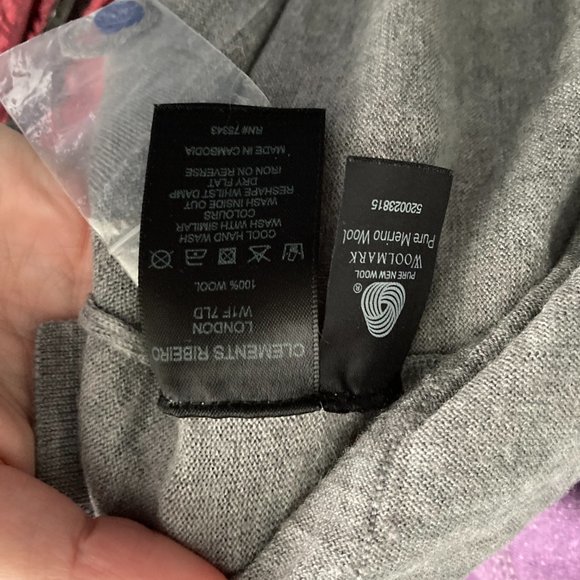 CLEMENTS RIBEIRO
LONDON
W1F 7LD
100% WOOL
COOL HAND WASH
WASH WITH SIMILAR
COLOURS
WASH INSIDE OUT
RESHAPE WHILST DAMP
DRY FLAT
IRON ON REVERSE
MADE IN CAMBODIA
RN# 75343
®
PURE NEW WOOL
WOOLMARK
Pure Merino Wool
520023815